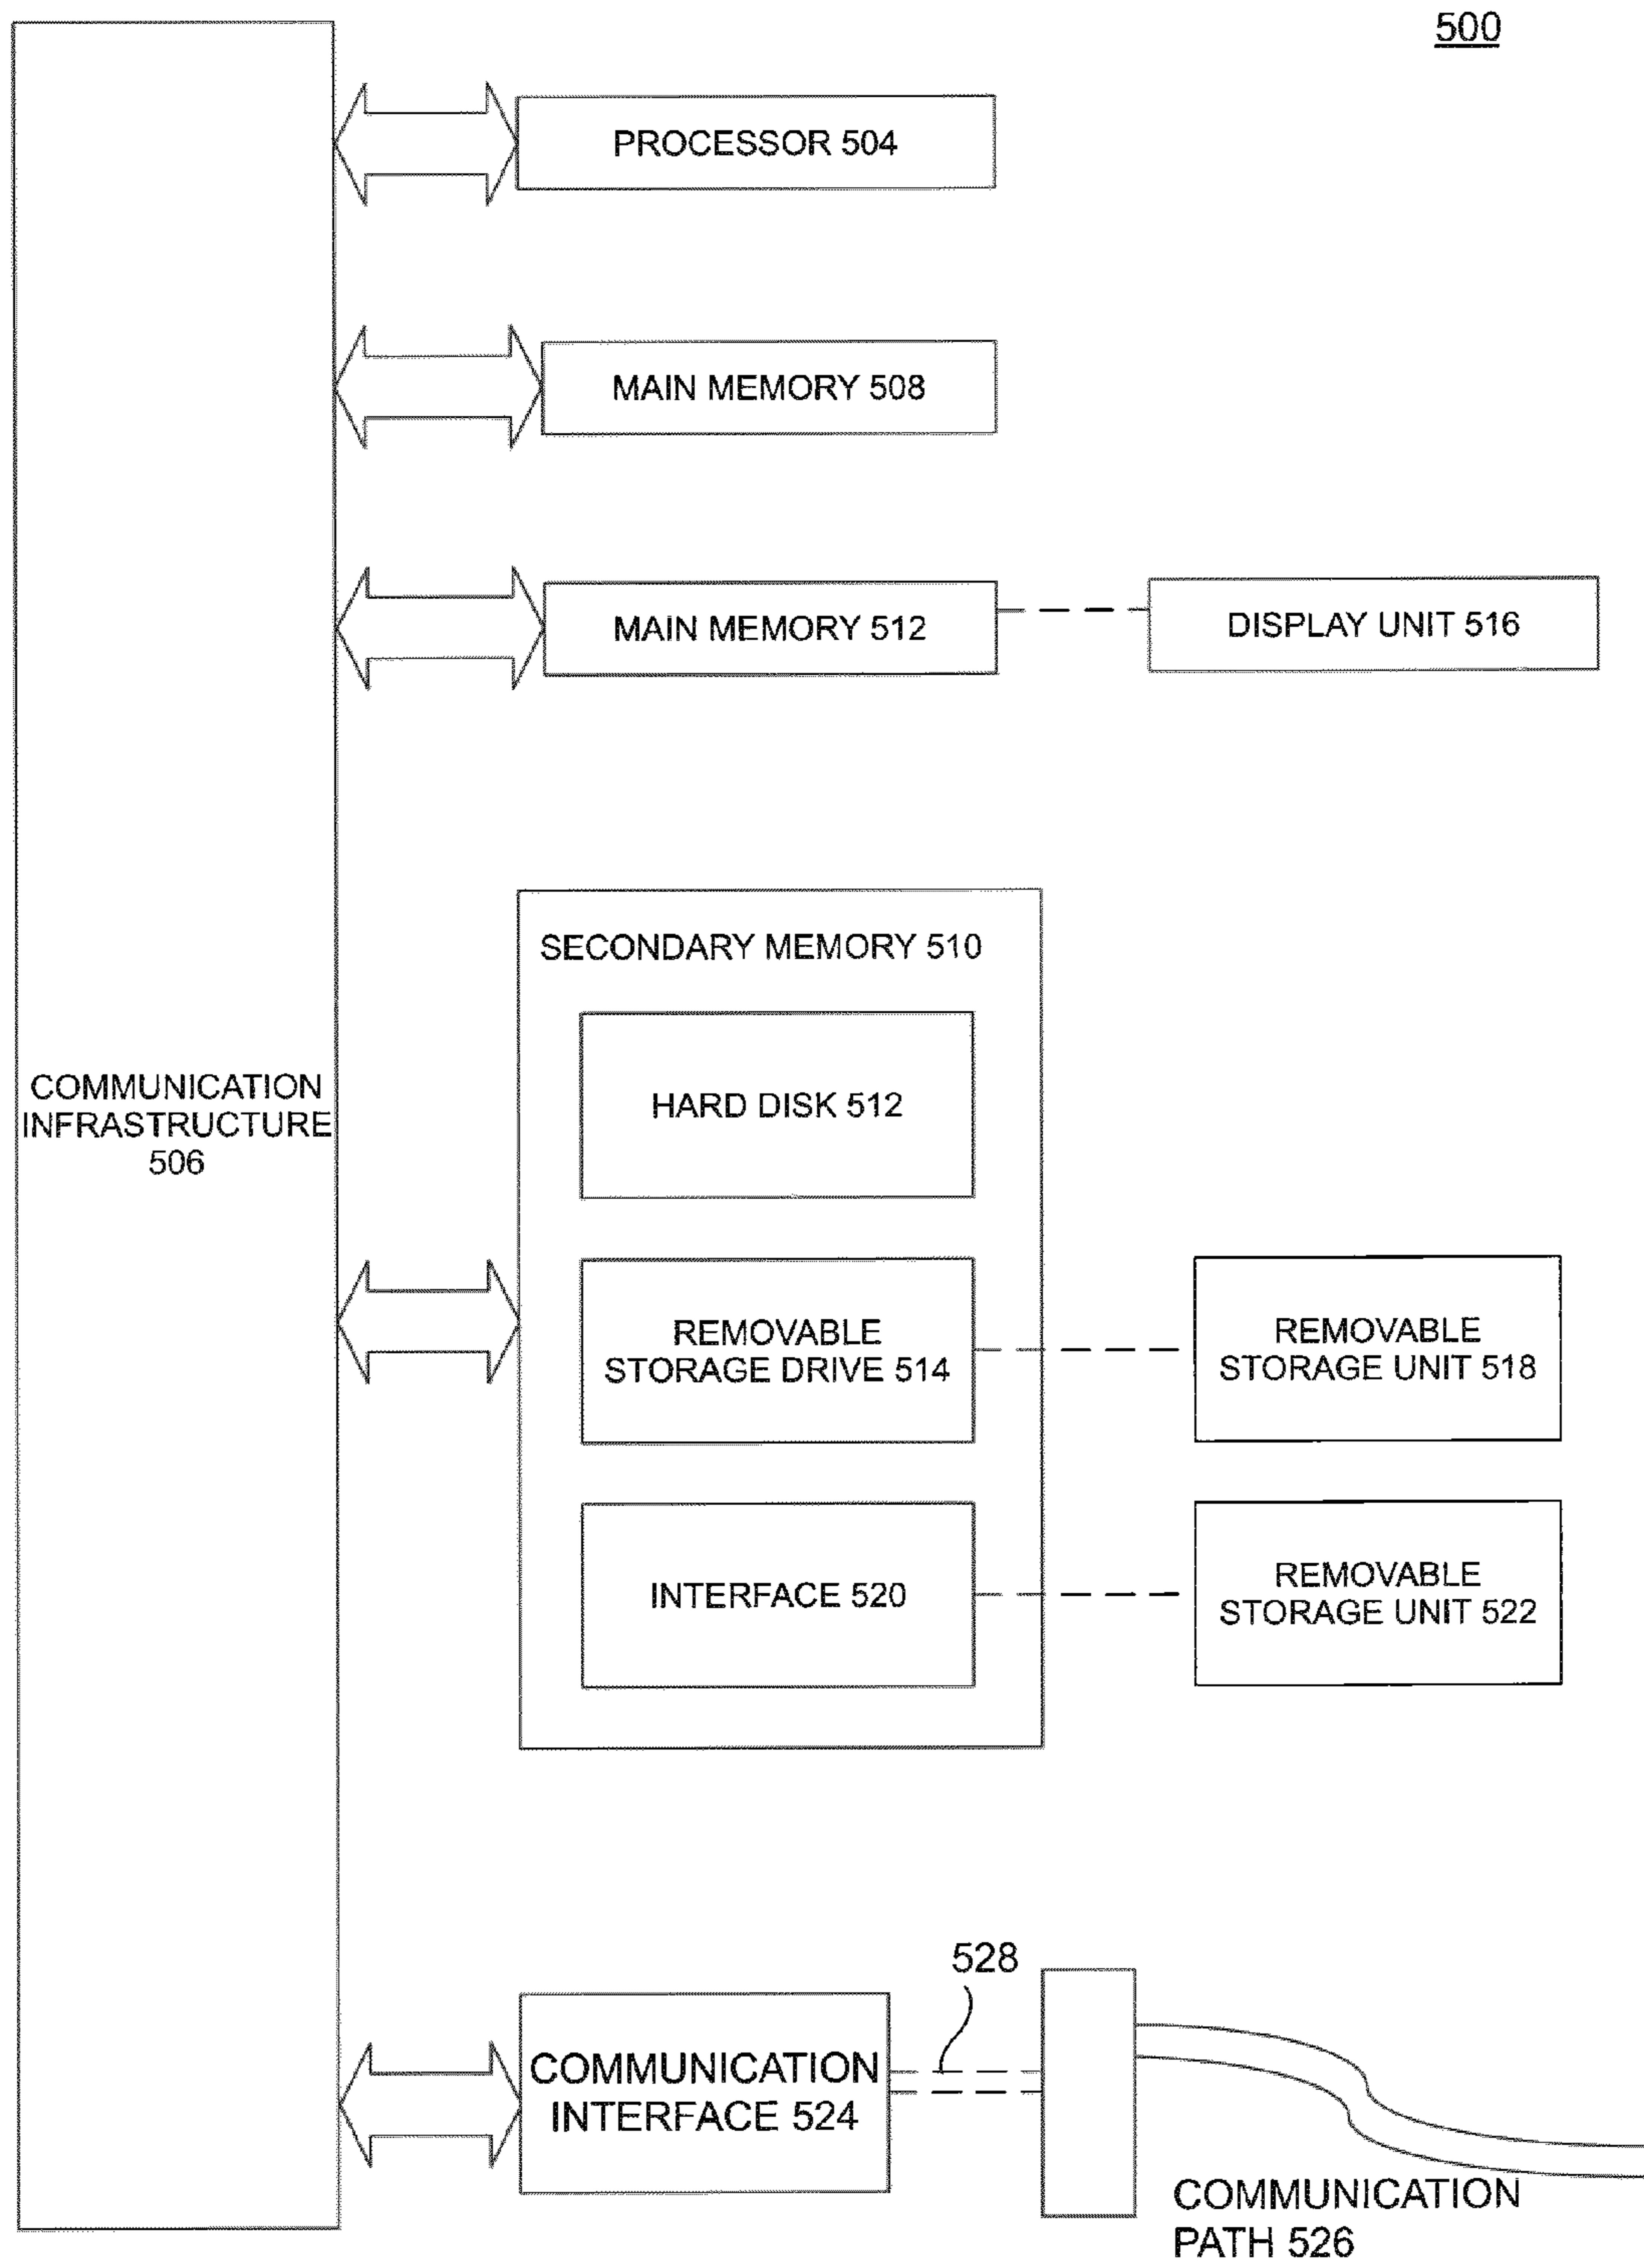 500
PROCESSOR 504
MAIN MEMORY 508
MAIN MEMORY 512
DISPLAY UNIT 516
SECONDARY MEMORY 510
HARD DISK 512
COMMUNICATION
INFRASTRUCTURE
506
REMOVABLE
STORAGE DRIVE 514
REMOVABLE
STORAGE UNIT 518
INTERFACE 520
REMOVABLE
STORAGE UNIT 522
528
COMMUNICATION
INTERFACE 524
COMMUNICATION
PATH 526